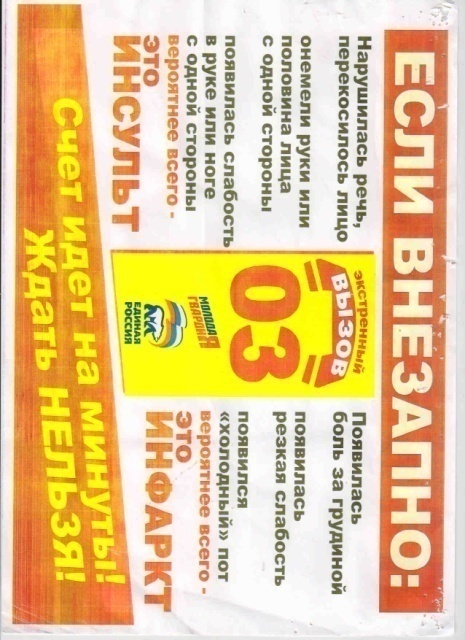 ЕСЛИ ВНЕЗАПНО:
Нарушилась речь,
перекосилось лицо
онемели руки или
половина лица
с одной стороны
появилась слабость
в руке или ноге
с одной стороны
вероятнее всего -
это
ИНСУЛЬТ
экстренный
ВЫЗОВ
03
МОЛОДАЯ
ГВАРДИЯ
ЕДИНАЯ
РОССИЯ
Появилась
боль за грудиной
появилась
резкая слабость
появился
«холодный» пот
вероятнее всего -
это
ИНФАРКТ
Счет идет на минуты!
Ждать НЕЛЬЗЯ!